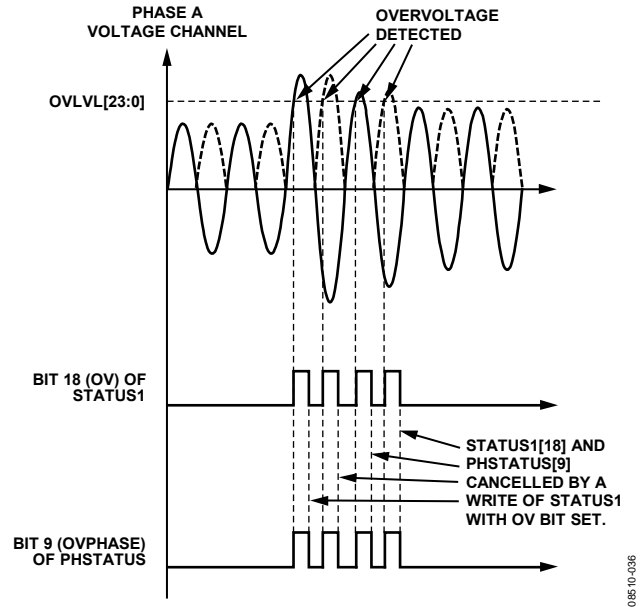 PHASE A
VOLTAGE CHANNEL
OVERVOLTAGE
DETECTED
OVLVL[23:0]
BIT 18 (OV) OF
STATUS1
STATUS1[18] AND
PHSTATUS[9]
CANCELLED BY A
WRITE OF STATUS1
WITH OV BIT SET.
BIT 9 (OVPHASE)
OF PHSTATUS
08510-036